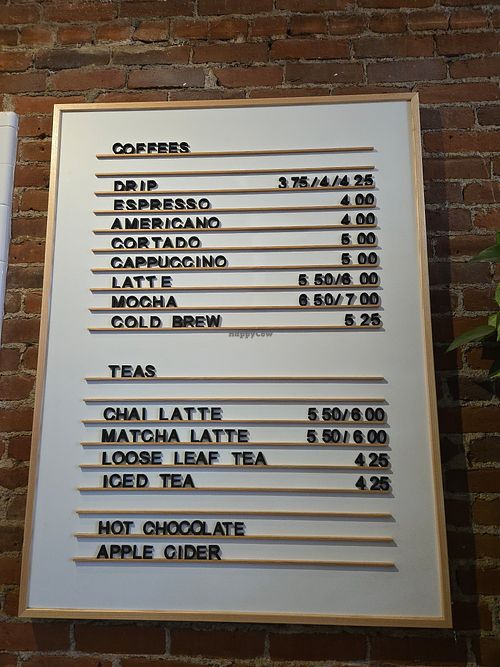 COFFEES
DRIP 3 75/4/4 25
ESPRESSO 4 00
AMERICANO 4 00
CORTADO 5 00
CAPPUCCINO 5 00
LATTE 5 50/6 00
MOCHA 6 50/7 00
COLD BREW 5 25
HappyCow
TEAS
CHAI LATTE 5 50/6 00
MATCHA LATTE 5 50/6 00
LOOSE LEAF TEA 4 25
ICED TEA 4 25
HOT CHOCOLATE
APPLE CIDER